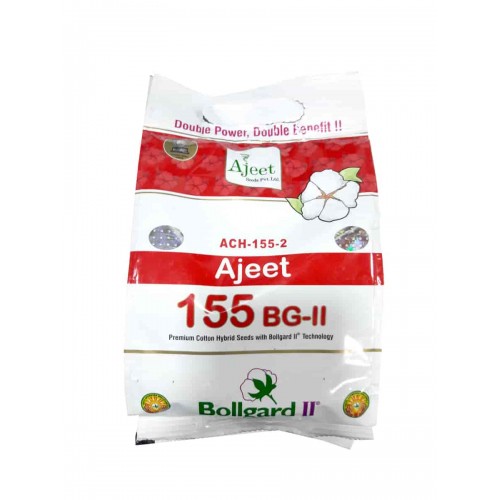 Double Power, Double Benefit !!
Ajeet
Seeds Pvt. Ltd.
ACH-155-2
Ajeet
155 BG-II
Premium Cotton Hybrid Seeds with Bollgard II® Technology
Bollgard II®